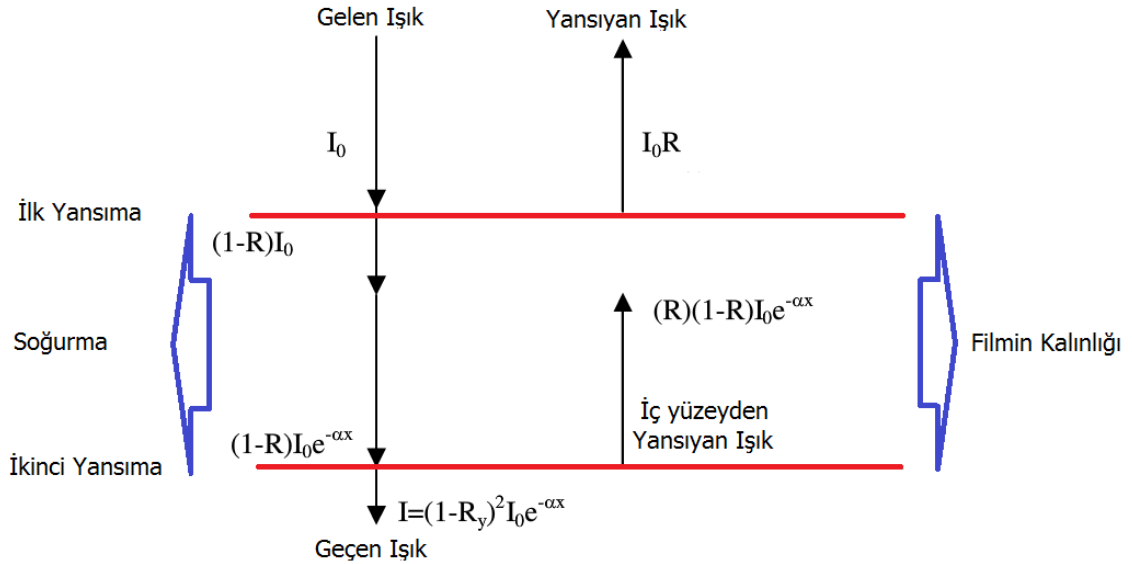 Gelen Işık
Yansıyan Işık
I₀
I₀R
İlk Yansıma
(1-R)I₀
(R)(1-R)I₀e^-αx
Soğurma
Filmin Kalınlığı
İç yüzeyden
Yansıyan Işık
(1-R)I₀e^-αx
İkinci Yansıma
I=(1-R_y)²I₀e^-αx
Geçen Işık